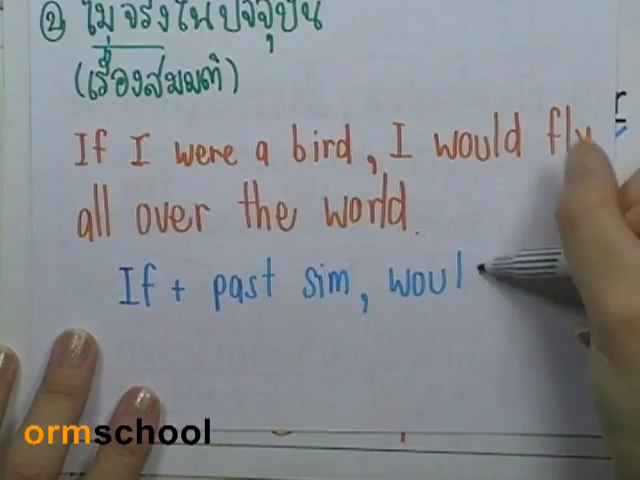 ② ไม่จริงในปัจจุบัน
(เรื่องสมมติ)
If I were a bird, I would fly
all over the world.
If + past sim, woul
ormschool